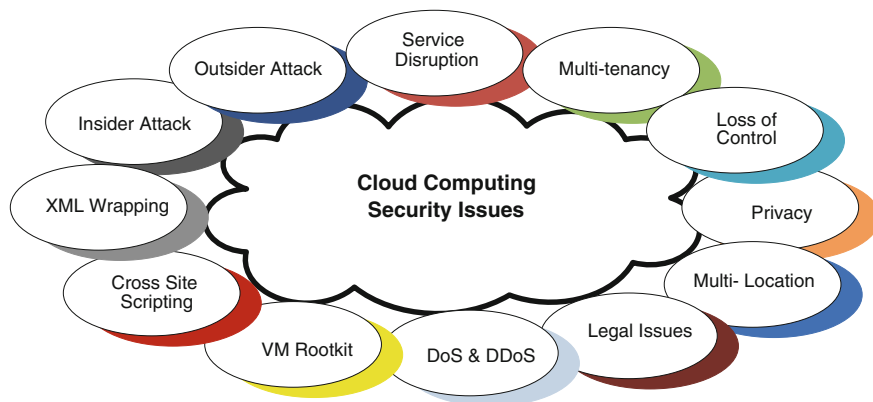 Service
Disruption
Outsider Attack
Multi-tenancy
Insider Attack
Loss of
Control
Cloud Computing
Security Issues
XML Wrapping
Privacy
Cross Site
Scripting
Multi- Location
Legal Issues
VM Rootkit
DoS & DDoS